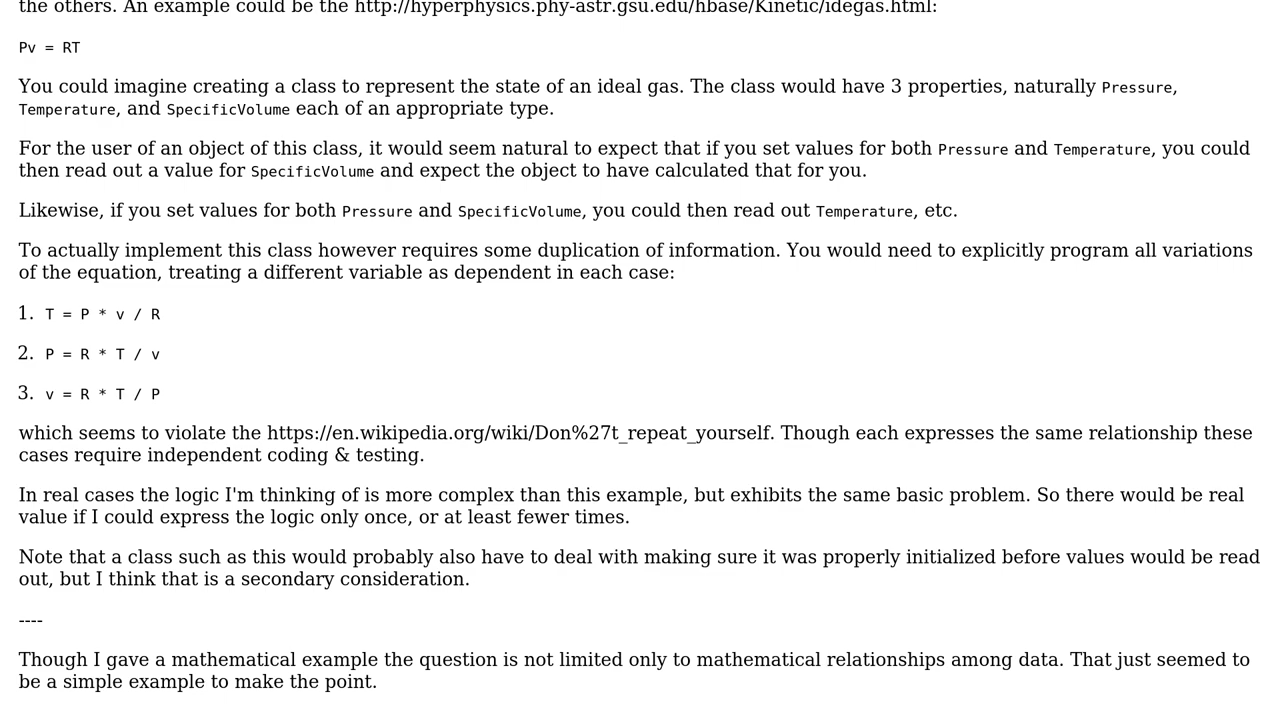 the others. An example could be the http://hyperphysics.phy-astr.gsu.edu/hbase/Kinetic/idegas.html:
Pv = RT
You could imagine creating a class to represent the state of an ideal gas. The class would have 3 properties, naturally Pressure,
Temperature, and SpecificVolume each of an appropriate type.
For the user of an object of this class, it would seem natural to expect that if you set values for both Pressure and Temperature, you could
then read out a value for SpecificVolume and expect the object to have calculated that for you.
Likewise, if you set values for both Pressure and SpecificVolume, you could then read out Temperature, etc.
To actually implement this class however requires some duplication of information. You would need to explicitly program all variations
of the equation, treating a different variable as dependent in each case:
1. T = P * v / R
2. P = R * T / v
3. v = R * T / P
which seems to violate the https://en.wikipedia.org/wiki/Don%27t_repeat_yourself. Though each expresses the same relationship these
cases require independent coding & testing.
In real cases the logic I'm thinking of is more complex than this example, but exhibits the same basic problem. So there would be real
value if I could express the logic only once, or at least fewer times.
Note that a class such as this would probably also have to deal with making sure it was properly initialized before values would be read
out, but I think that is a secondary consideration.
----
Though I gave a mathematical example the question is not limited only to mathematical relationships among data. That just seemed to
be a simple example to make the point.